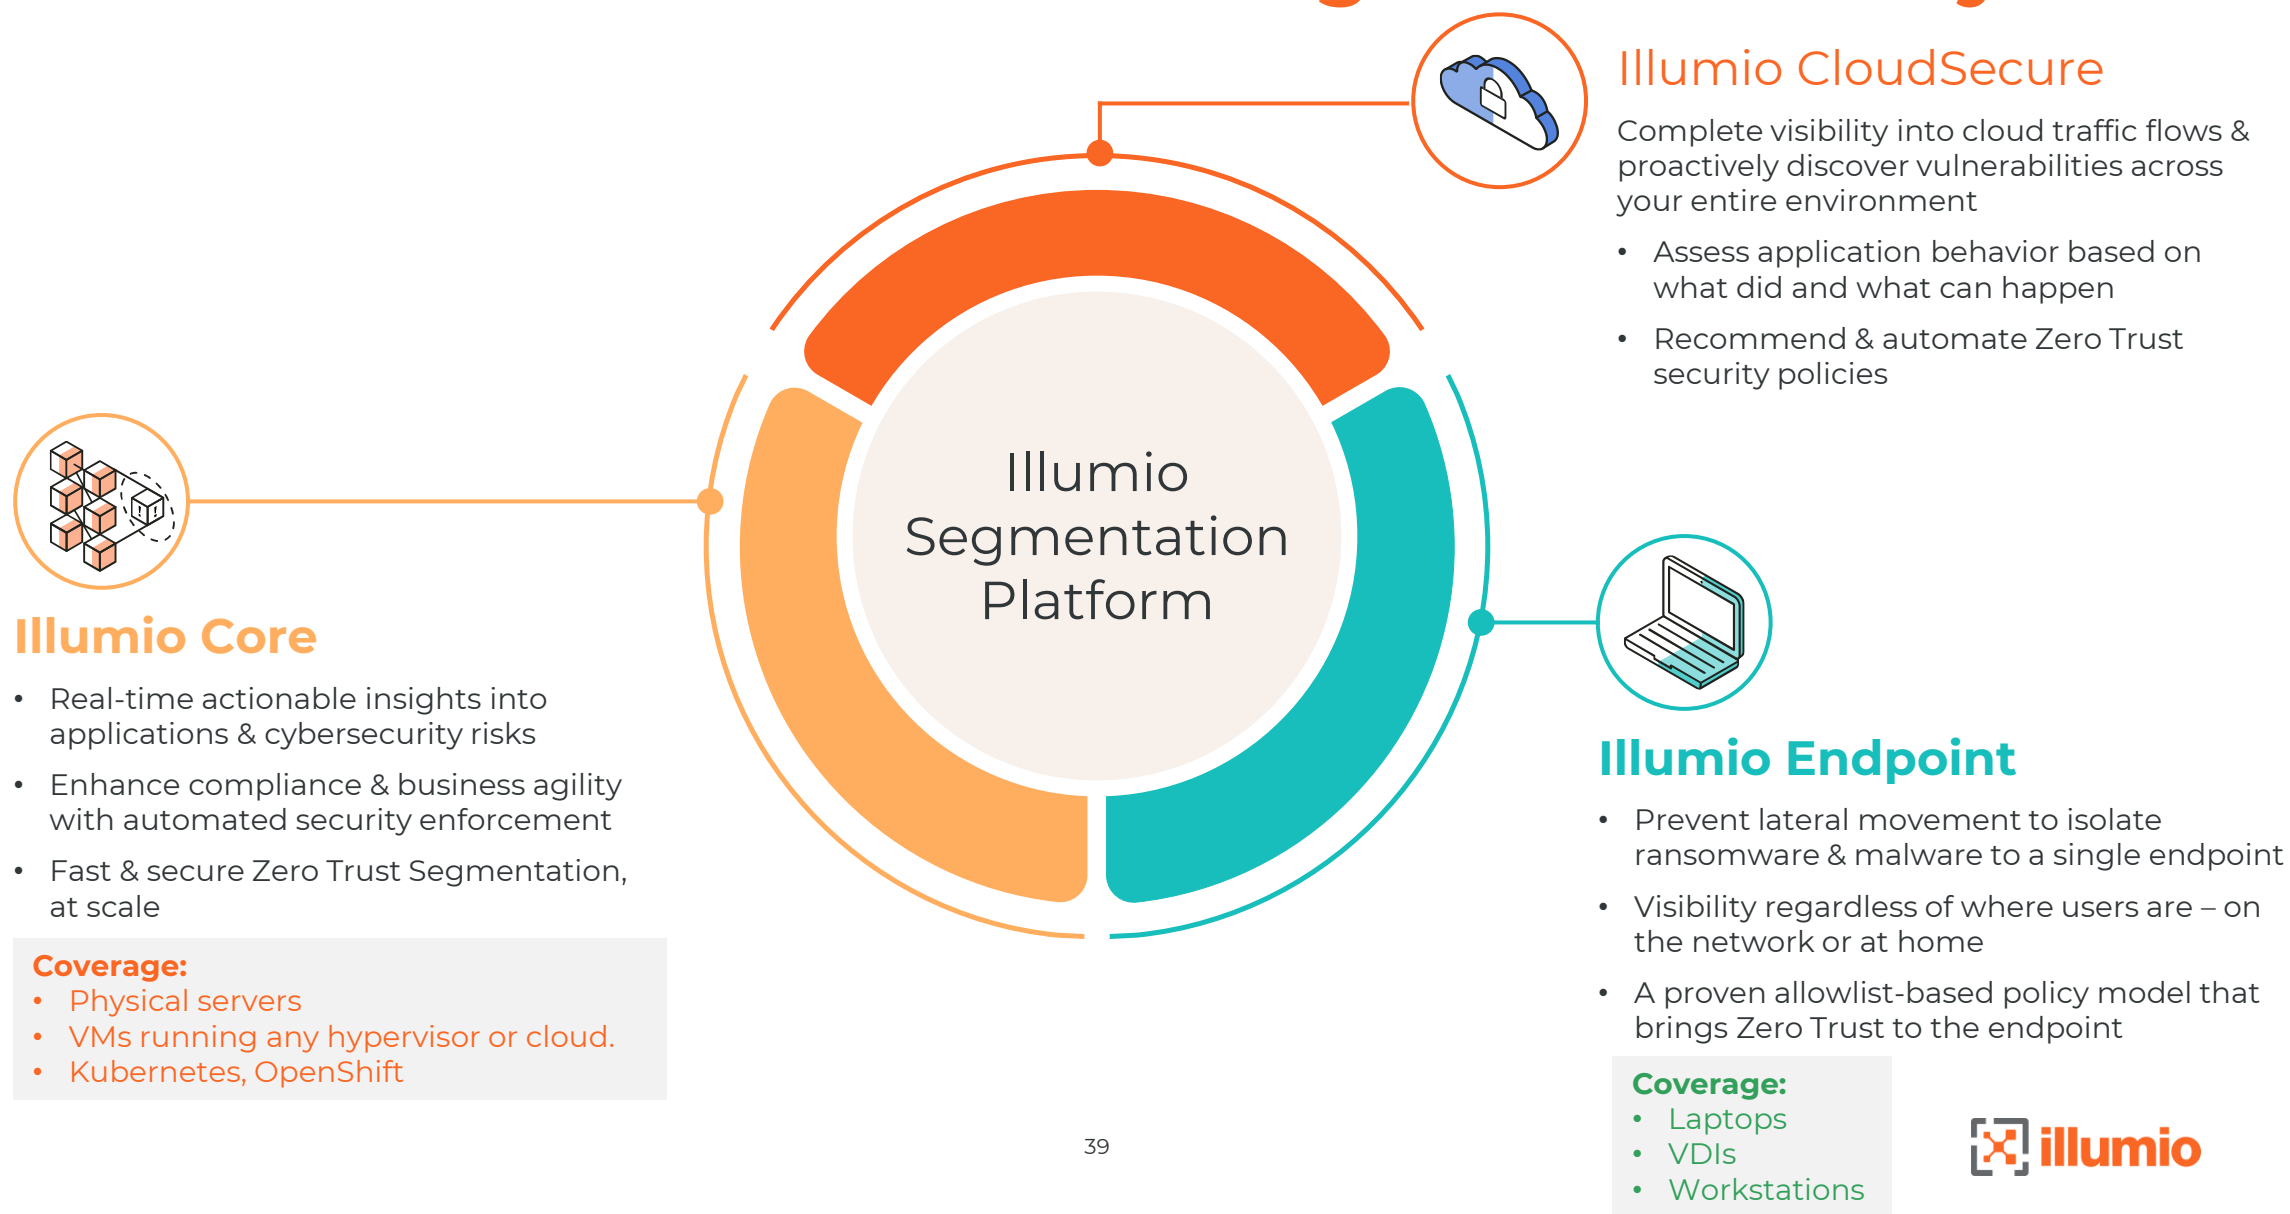 Illumio CloudSecure
Complete visibility into cloud traffic flows &
proactively discover vulnerabilities across
your entire environment
• Assess application behavior based on
what did and what can happen
• Recommend & automate Zero Trust
security policies
Illumio
Segmentation
Platform
Illumio Core
• Real-time actionable insights into
applications & cybersecurity risks
• Enhance compliance & business agility
with automated security enforcement
• Fast & secure Zero Trust Segmentation,
at scale
Coverage:
• Physical servers
• VMs running any hypervisor or cloud.
• Kubernetes, OpenShift
Illumio Endpoint
• Prevent lateral movement to isolate
ransomware & malware to a single endpoint
• Visibility regardless of where users are – on
the network or at home
• A proven allowlist-based policy model that
brings Zero Trust to the endpoint
Coverage:
• Laptops
• VDIs
• Workstations
39
illumio